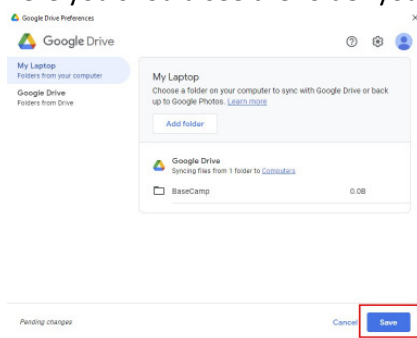 Google Drive Preferences
Google Drive
My Laptop
Folders from your computer
Google Drive
Folders from Drive
My Laptop
Choose a folder on your computer to sync with Google Drive or back
up to Google Photos. Learn more
Add folder
Google Drive
Syncing files from 1 folder to Computers
BaseCamp 0.0B
Pending changes
Cancel Save